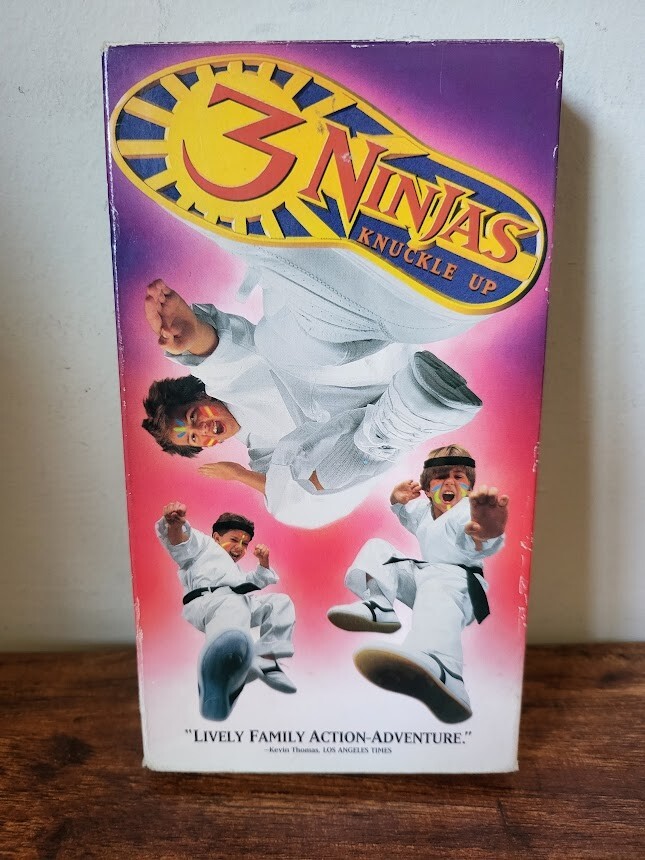 3 NINJAS
KNUCKLE UP
"LIVELY FAMILY ACTION-ADVENTURE."
–Kevin Thomas, LOS ANGELES TIMES